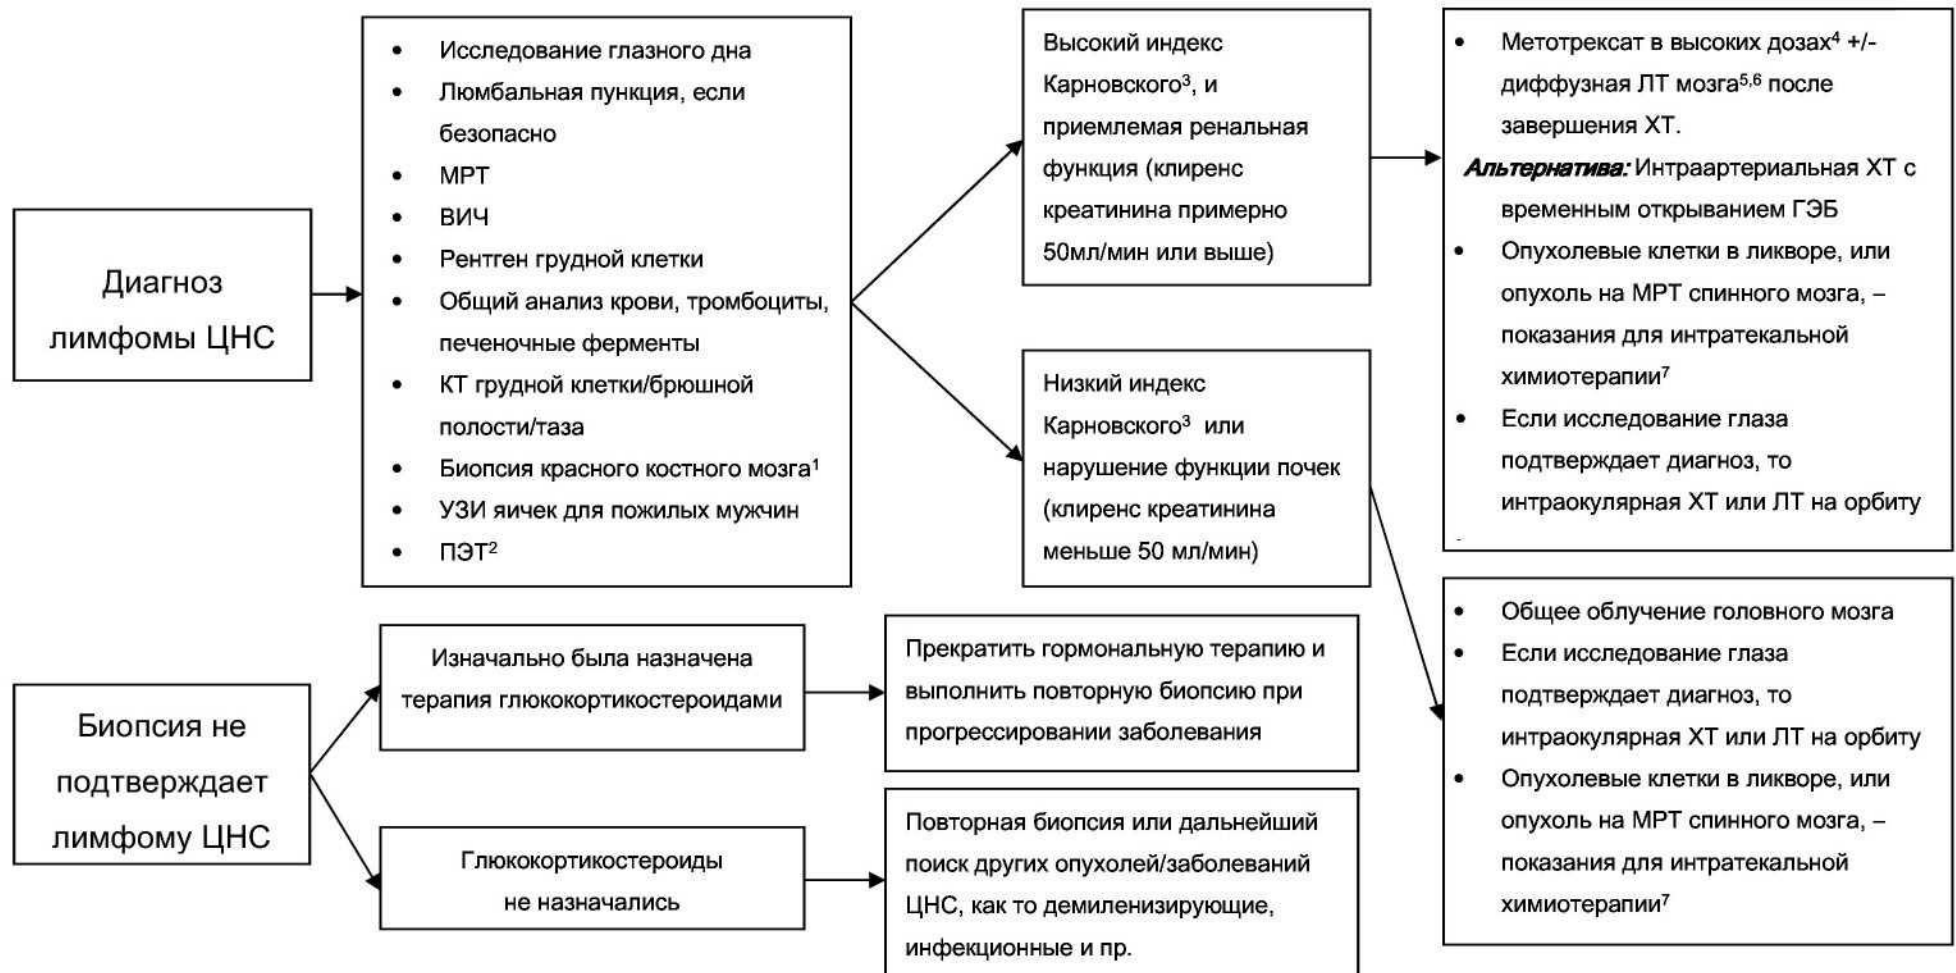 Диагноз
лимфомы ЦНС
• Исследование глазного дна
• Люмбальная пункция, если
безопасно
• МРТ
• ВИЧ
• Рентген грудной клетки
• Общий анализ крови, тромбоциты,
печеночные ферменты
• КТ грудной клетки/брюшной
полости/таза
• Биопсия красного костного мозга¹
• УЗИ яичек для пожилых мужчин
• ПЭТ²
Высокий индекс
Карновского³, и
приемлемая ренальная
функция (клиренс
креатинина примерно
50мл/мин или выше)
Низкий индекс
Карновского³ или
нарушение функции почек
(клиренс креатинина
меньше 50 мл/мин)
• Метотрексат в высоких дозах⁴ +/-
диффузная ЛТ мозга⁵,⁶ после
завершения ХТ.
Альтернатива: Интраартериальная ХТ с
временным открыванием ГЭБ
• Опухолевые клетки в ликворе, или
опухоль на МРТ спинного мозга, –
показания для интратекальной
химиотерапии⁷
• Если исследование глаза
подтверждает диагноз, то
интраокулярная ХТ или ЛТ на орбиту
• Общее облучение головного мозга
• Если исследование глаза
подтверждает диагноз, то
интраокулярная ХТ или ЛТ на орбиту
• Опухолевые клетки в ликворе, или
опухоль на МРТ спинного мозга, –
показания для интратекальной
химиотерапии⁷
Биопсия не
подтверждает
лимфому ЦНС
Изначально была назначена
терапия глюкокортикостероидами
Прекратить гормональную терапию и
выполнить повторную биопсию при
прогрессировании заболевания
Глюкокортикостероиды
не назначались
Повторная биопсия или дальнейший
поиск других опухолей/заболеваний
ЦНС, как то демиленизирующие,
инфекционные и пр.